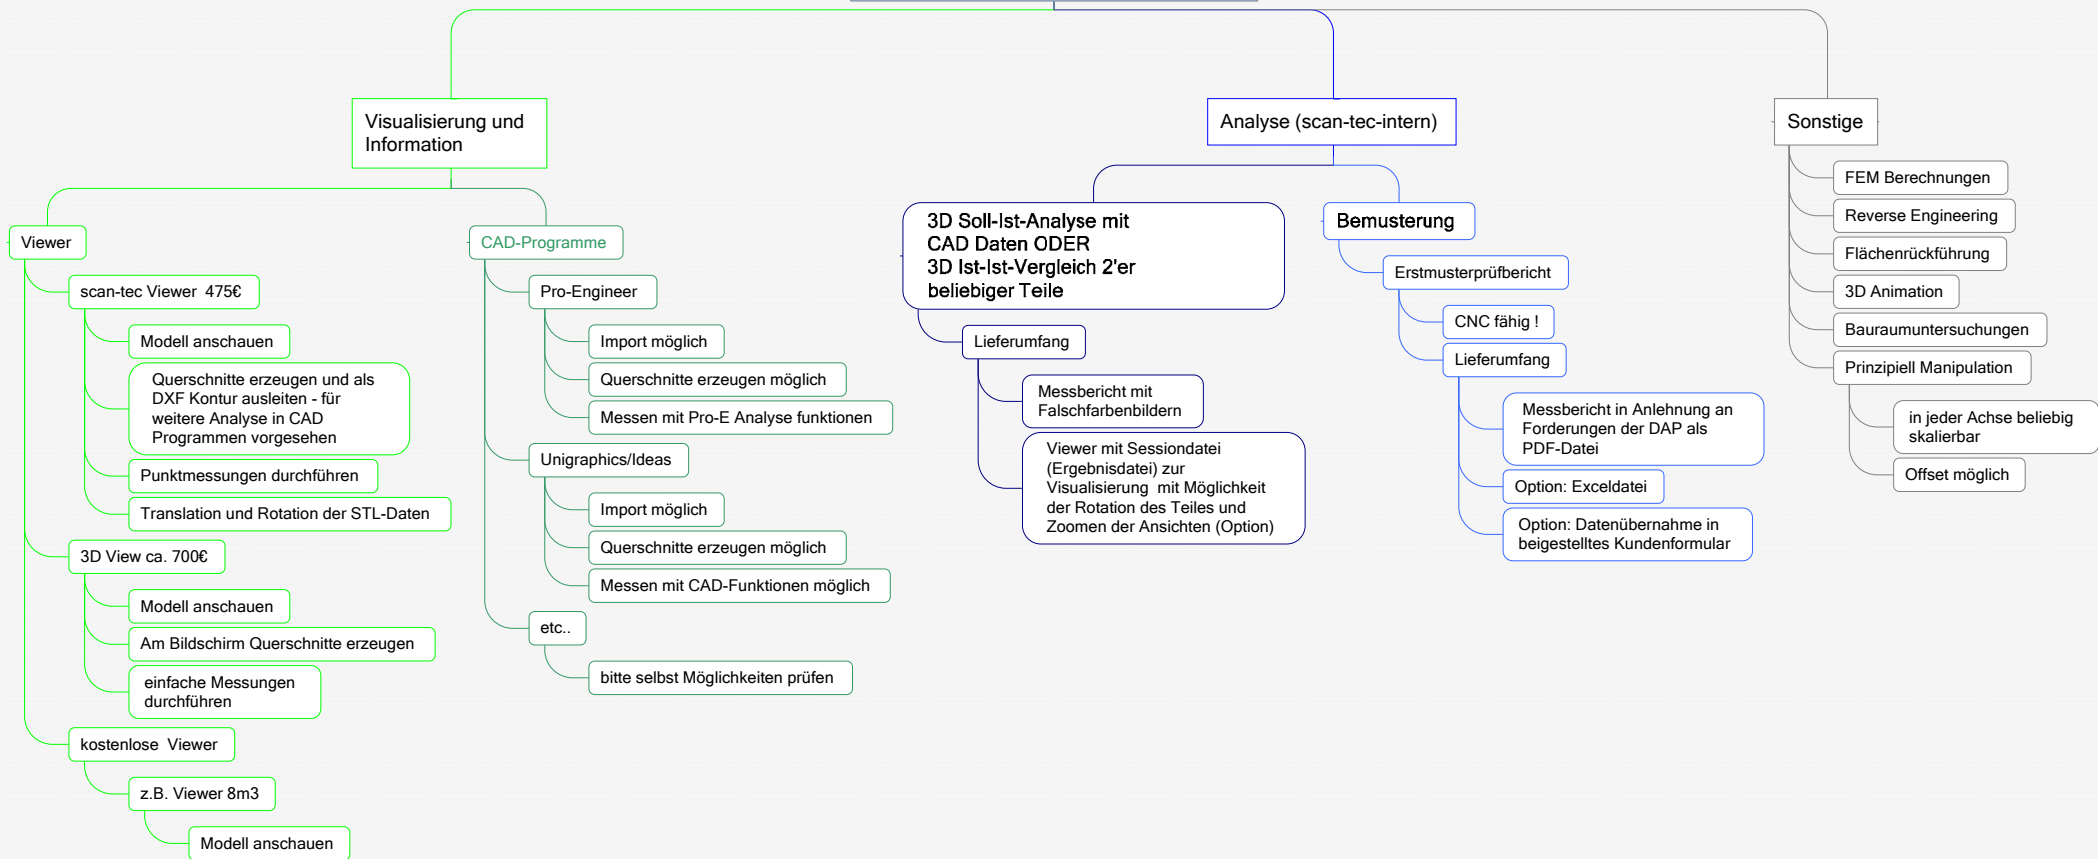 Visualisierung und
Information
Viewer
scan-tec Viewer  475€
Modell anschauen
Querschnitte erzeugen und als
DXF Kontur ausleiten - für
weitere Analyse in CAD
Programmen vorgesehen
Punktmessungen durchführen
Translation und Rotation der STL-Daten
3D View ca. 700€
Modell anschauen
Am Bildschirm Querschnitte erzeugen
einfache Messungen
durchführen
kostenlose  Viewer
z.B. Viewer 8m3
Modell anschauen
CAD-Programme
Pro-Engineer
Import möglich
Querschnitte erzeugen möglich
Messen mit Pro-E Analyse funktionen
Unigraphics/Ideas
Import möglich
Querschnitte erzeugen möglich
Messen mit CAD-Funktionen möglich
etc..
bitte selbst Möglichkeiten prüfen
Analyse (scan-tec-intern)
3D Soll-Ist-Analyse mit
CAD Daten ODER
3D Ist-Ist-Vergleich 2'er
beliebiger Teile
Lieferumfang
Messbericht mit
Falschfarbenbildern
Viewer mit Sessiondatei
(Ergebnisdatei) zur
Visualisierung  mit Möglichkeit
der Rotation des Teiles und
Zoomen der Ansichten (Option)
Bemusterung
Erstmusterprüfbericht
CNC fähig !
Lieferumfang
Messbericht in Anlehnung an
Forderungen der DAP als
PDF-Datei
Option: Exceldatei
Option: Datenübernahme in
beigestelltes Kundenformular
Sonstige
FEM Berechnungen
Reverse Engineering
Flächenrückführung
3D Animation
Bauraumuntersuchungen
Prinzipiell Manipulation
in jeder Achse beliebig
skalierbar
Offset möglich